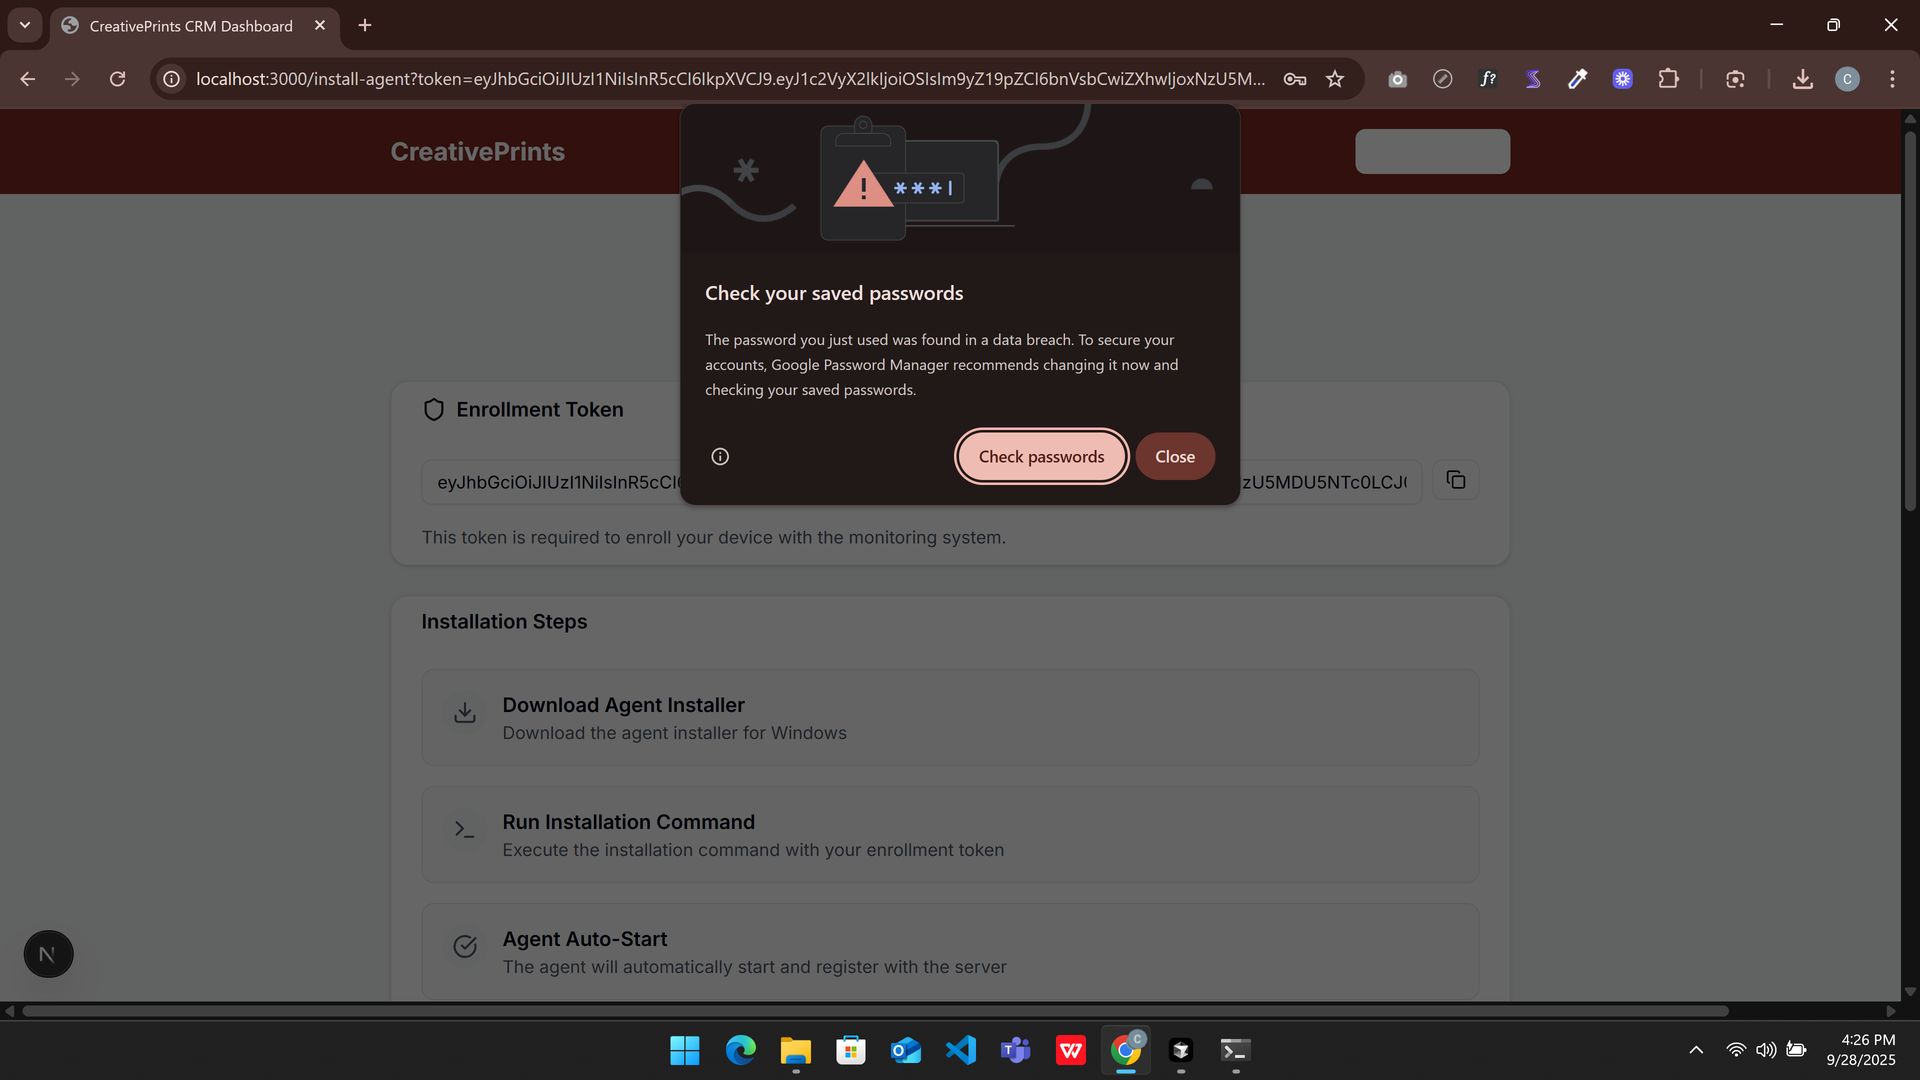 CreativePrints CRM Dashboard
localhost:3000/install-agent?token=eyJhbGciOiJIUzI1NiIsInR5cCI6IkpXVCJ9.eyJ1c2VyX2lkIjoiOSIsIm9yZ19pZCI6bnVsbCwiZXhwIjoxNzU5M...
f?
C
CreativePrints
***
Check your saved passwords
The password you just used was found in a data breach. To secure your
accounts, Google Password Manager recommends changing it now and
checking your saved passwords.
Check passwords
Close
Enrollment Token
eyJhbGciOiJIUzI1NiIsInR5cCI6
zU5MDU5NTc0LCJ
This token is required to enroll your device with the monitoring system.
Installation Steps
Download Agent Installer
Download the agent installer for Windows
Run Installation Command
Execute the installation command with your enrollment token
Agent Auto-Start
The agent will automatically start and register with the server
N
C
4:26 PM
9/28/2025